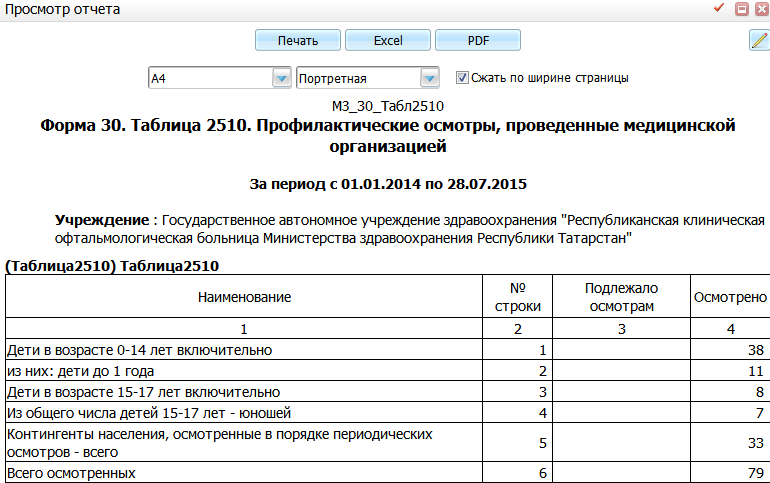 Просмотр отчета
Печать Excel PDF
A4 Портретная Сжать по ширине страницы
МЗ_30_Табл2510
Форма 30. Таблица 2510. Профилактические осмотры, проведенные медицинской
организацией
За период с 01.01.2014 по 28.07.2015
Учреждение : Государственное автономное учреждение здравоохранения "Республиканская клиническая
офтальмологическая больница Министерства здравоохранения Республики Татарстан"
(Таблица2510) Таблица2510
Наименование № строки Подлежало осмотрам Осмотрено
1 2 3 4
Дети в возрасте 0-14 лет включительно 1 38
из них: дети до 1 года 2 11
Дети в возрасте 15-17 лет включительно 3 8
Из общего числа детей 15-17 лет - юношей 4 7
Контингенты населения, осмотренные в порядке периодических
осмотров - всего 5 33
Всего осмотренных 6 79